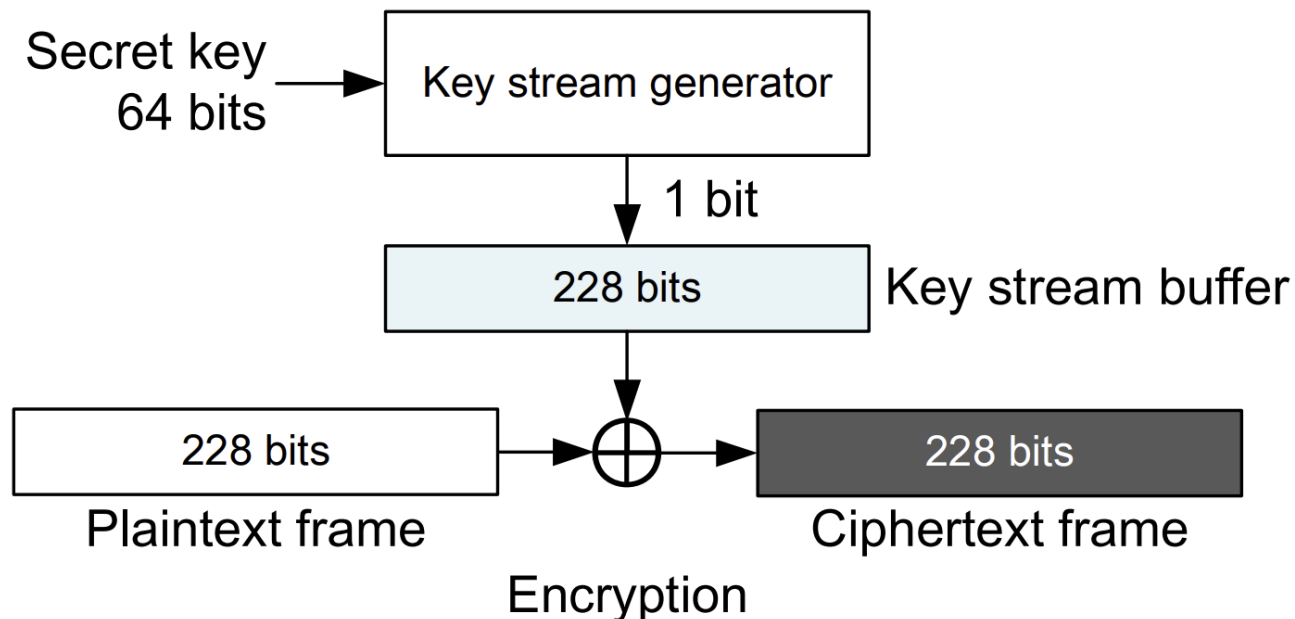 Secret key
64 bits
Key stream generator
1 bit
228 bits
Key stream buffer
228 bits
228 bits
Plaintext frame
Ciphertext frame
Encryption